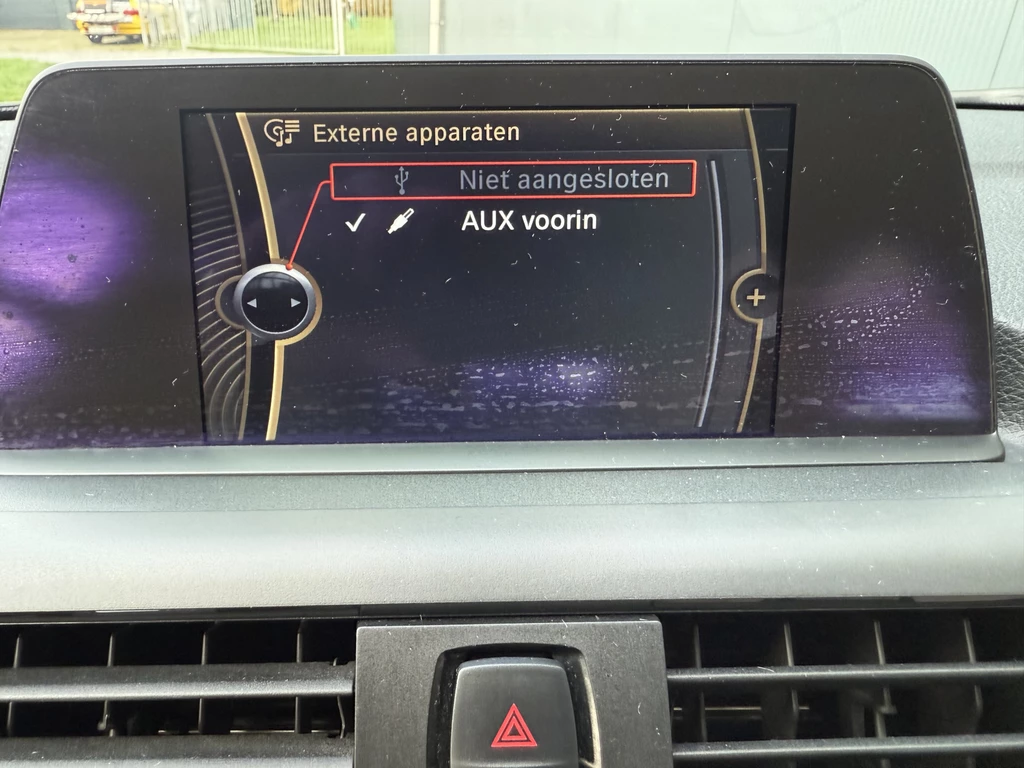 Externe apparaten
Niet aangesloten
AUX voorin